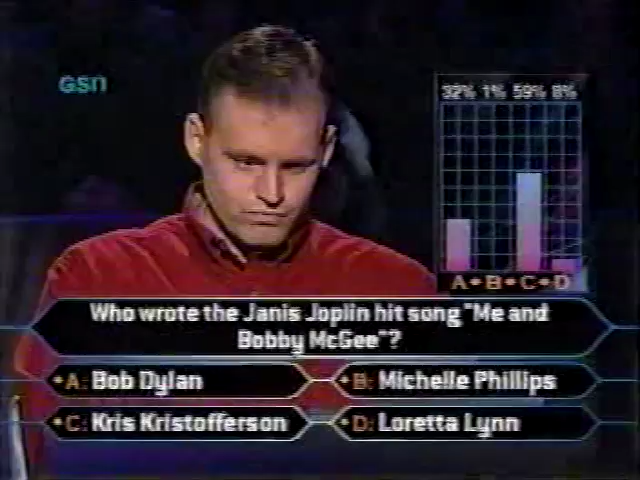 GSN
32% 1% 59% 8%
A♦B♦C♦D
Who wrote the Janis Joplin hit song "Me and
Bobby McGee"?
♦A: Bob Dylan
♦B: Michelle Phillips
♦C: Kris Kristofferson
♦D: Loretta Lynn